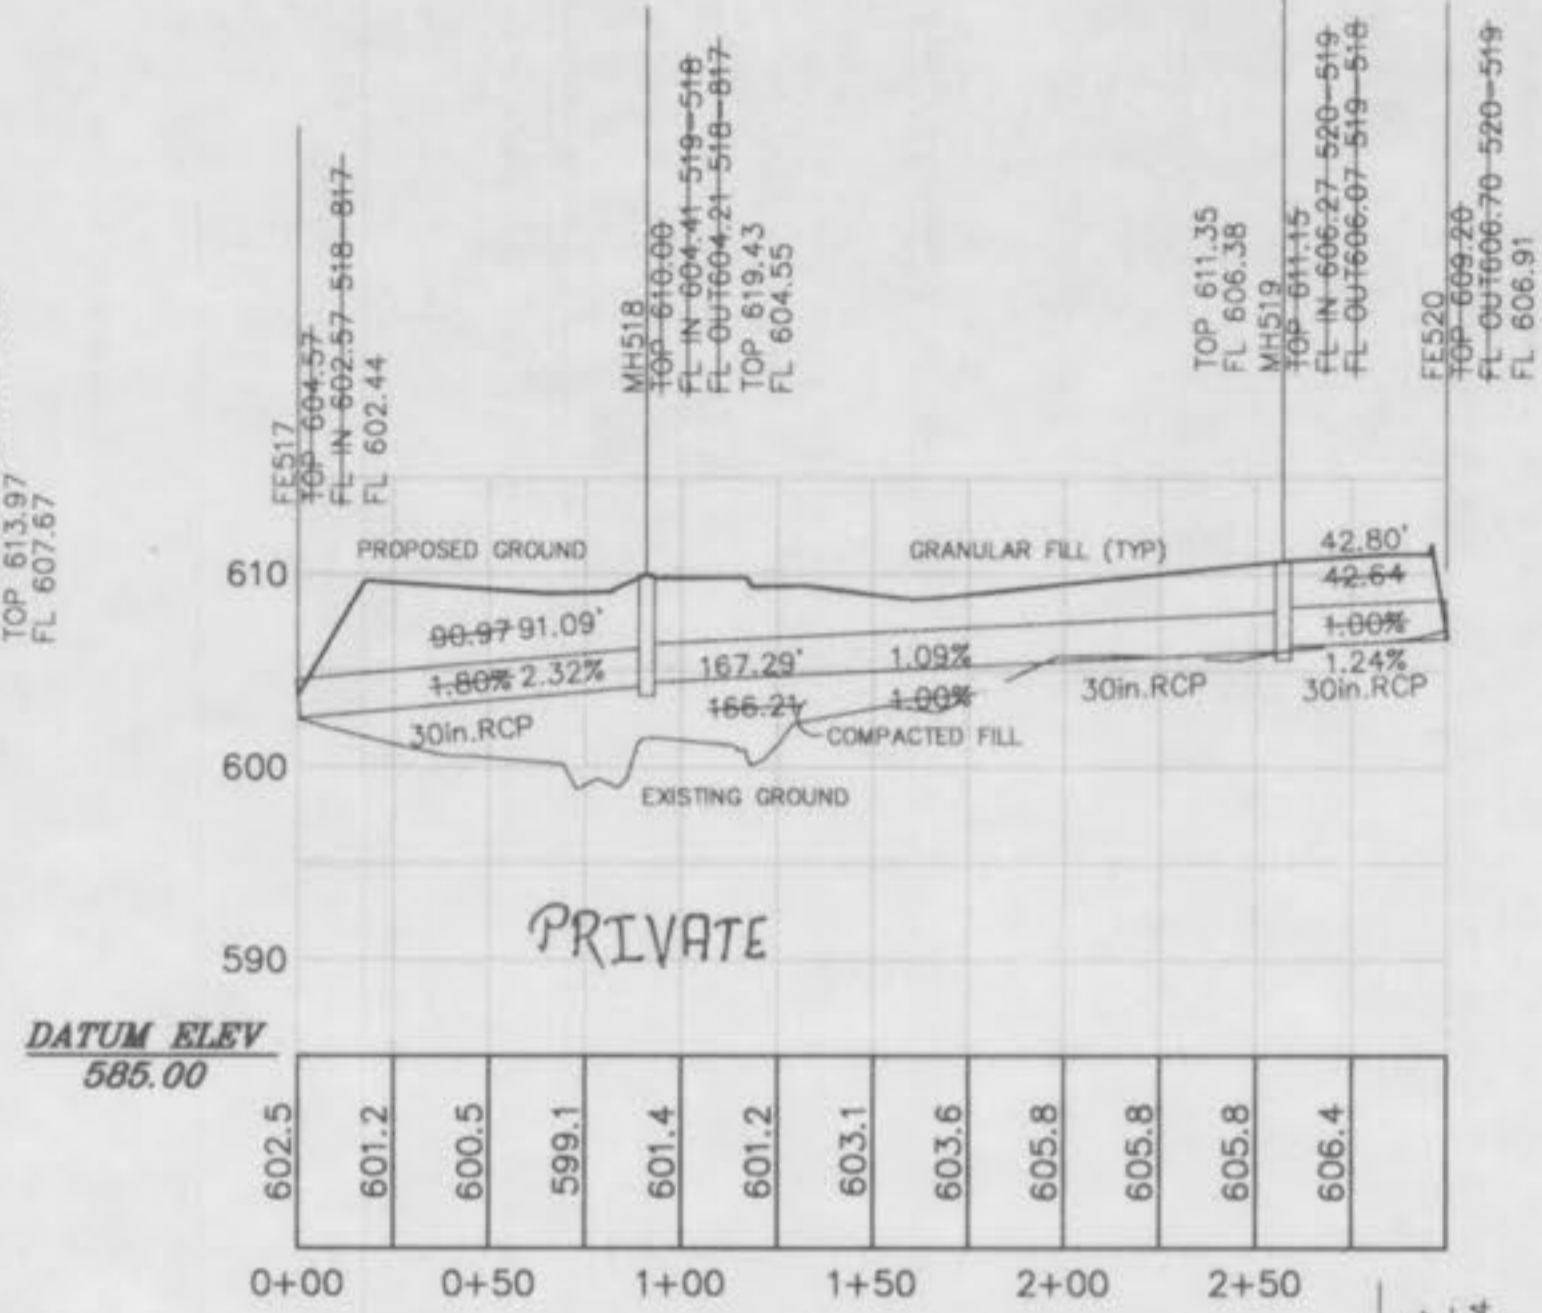 TOP 613.97
FL 607.67
FE517
TOP 604.57
FL IN 602.57 518-817
FL 602.44
MH518
TOP 610.00
FL IN 604.41 519-518
FL OUT604.21 518-817
TOP 619.43
FL 604.55
TOP 611.35
FL 606.38
MH519
TOP 611.15
FL IN 606.27 520-519
FL OUT606.07 519-518
FE520
TOP 609.20
FL OUT606.70 520-519
FL 606.91
PROPOSED GROUND
GRANULAR FILL (TYP)
42.80'
610
42.64
90.97 91.09'
1.00%
1.80% 2.32%
167.29'
1.09%
1.24%
166.21
1.00%
30in.RCP
30in.RCP
30in.RCP
COMPACTED FILL
600
EXISTING GROUND
PRIVATE
590
DATUM ELEV
585.00
602.5
601.2
600.5
599.1
601.4
601.2
603.1
603.6
605.8
605.8
605.8
606.4
0+00 0+50 1+00 1+50 2+00 2+50